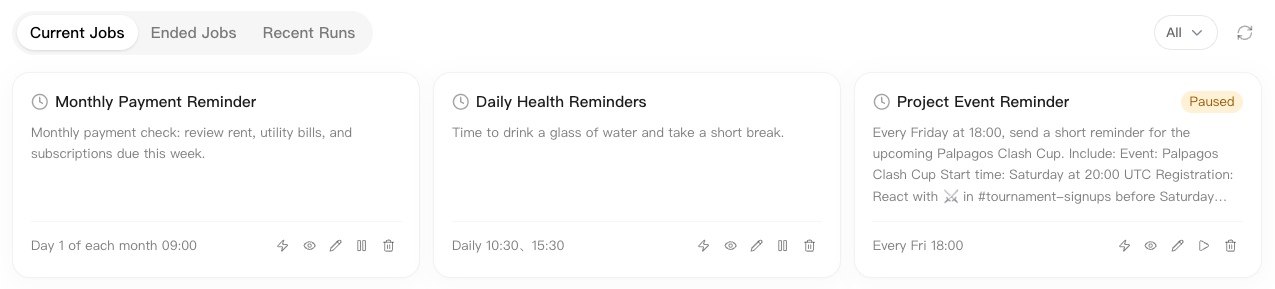 Current Jobs
Ended Jobs
Recent Runs
All
Monthly Payment Reminder
Monthly payment check: review rent, utility bills, and
subscriptions due this week.
Day 1 of each month 09:00
Daily Health Reminders
Time to drink a glass of water and take a short break.
Daily 10:30、15:30
Project Event Reminder
Paused
Every Friday at 18:00, send a short reminder for the
upcoming Palpagos Clash Cup. Include: Event: Palpagos
Clash Cup Start time: Saturday at 20:00 UTC Registration:
React with ⚔️ in #tournament-signups before Saturday...
Every Fri 18:00